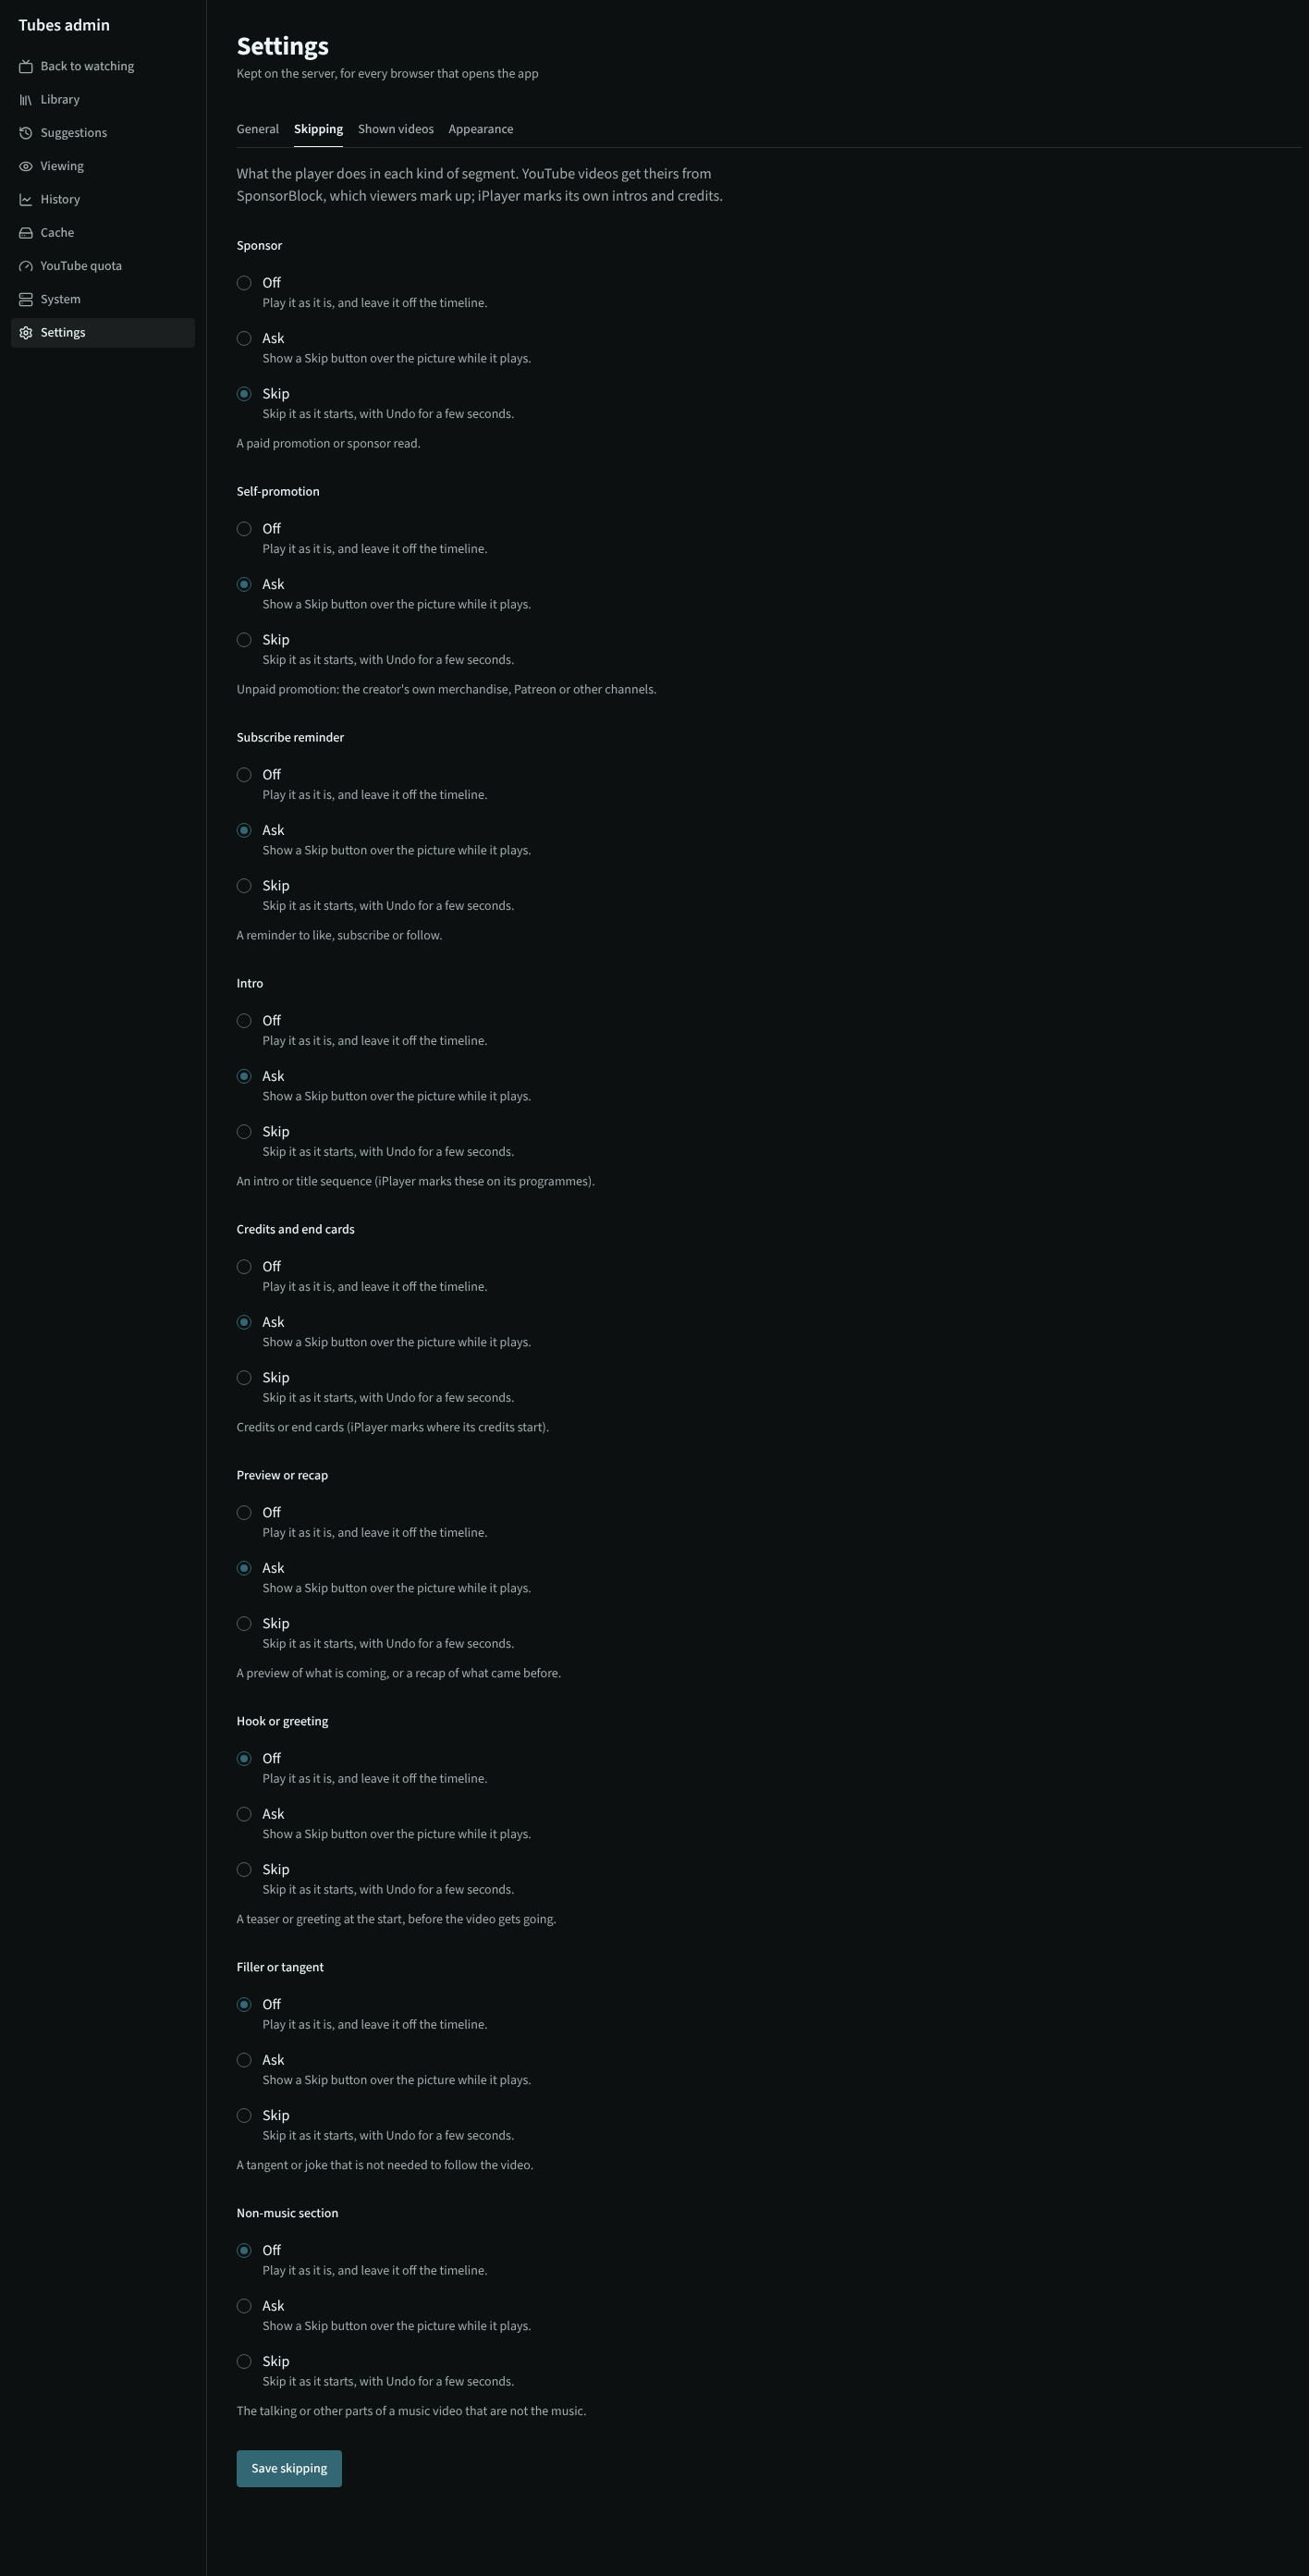 Tubes admin
Back to watching
Library
Suggestions
Viewing
History
Cache
YouTube quota
System
Settings
Settings
Kept on the server, for every browser that opens the app
General Skipping Shown videos Appearance
What the player does in each kind of segment. YouTube videos get theirs from
SponsorBlock, which viewers mark up; iPlayer marks its own intros and credits.
Sponsor
Off
Play it as it is, and leave it off the timeline.
Ask
Show a Skip button over the picture while it plays.
Skip
Skip it as it starts, with Undo for a few seconds.
A paid promotion or sponsor read.
Self-promotion
Off
Play it as it is, and leave it off the timeline.
Ask
Show a Skip button over the picture while it plays.
Skip
Skip it as it starts, with Undo for a few seconds.
Unpaid promotion: the creator's own merchandise, Patreon or other channels.
Subscribe reminder
Off
Play it as it is, and leave it off the timeline.
Ask
Show a Skip button over the picture while it plays.
Skip
Skip it as it starts, with Undo for a few seconds.
A reminder to like, subscribe or follow.
Intro
Off
Play it as it is, and leave it off the timeline.
Ask
Show a Skip button over the picture while it plays.
Skip
Skip it as it starts, with Undo for a few seconds.
An intro or title sequence (iPlayer marks these on its programmes).
Credits and end cards
Off
Play it as it is, and leave it off the timeline.
Ask
Show a Skip button over the picture while it plays.
Skip
Skip it as it starts, with Undo for a few seconds.
Credits or end cards (iPlayer marks where its credits start).
Preview or recap
Off
Play it as it is, and leave it off the timeline.
Ask
Show a Skip button over the picture while it plays.
Skip
Skip it as it starts, with Undo for a few seconds.
A preview of what is coming, or a recap of what came before.
Hook or greeting
Off
Play it as it is, and leave it off the timeline.
Ask
Show a Skip button over the picture while it plays.
Skip
Skip it as it starts, with Undo for a few seconds.
A teaser or greeting at the start, before the video gets going.
Filler or tangent
Off
Play it as it is, and leave it off the timeline.
Ask
Show a Skip button over the picture while it plays.
Skip
Skip it as it starts, with Undo for a few seconds.
A tangent or joke that is not needed to follow the video.
Non-music section
Off
Play it as it is, and leave it off the timeline.
Ask
Show a Skip button over the picture while it plays.
Skip
Skip it as it starts, with Undo for a few seconds.
The talking or other parts of a music video that are not the music.
Save skipping